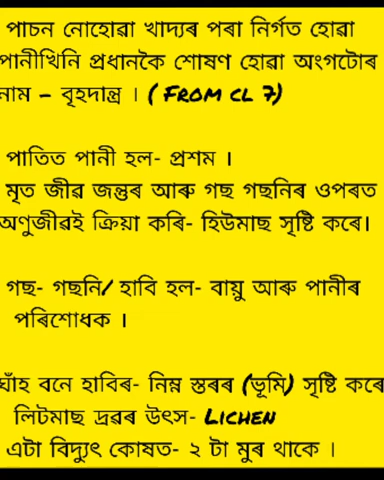 পাচন নোহোৱা খাদ্যৰ পৰা নিৰ্গত হোৱা
পানীখিনি প্ৰধানকৈ শোষণ হোৱা অংগটোৰ
নাম – বৃহদান্ত্ৰ । ( FROM CL 7)
পাতিত পানী হল- প্ৰশম ।
মৃত জীৱ জন্তুৰ আৰু গছ গছনিৰ ওপৰত
অণুজীৱই ক্ৰিয়া কৰি- হিউমাছ সৃষ্টি কৰে।
গছ- গছনি/ হাবি হল- বায়ু আৰু পানীৰ
পৰিশোধক ।
ঘাঁহ বনে হাবিৰ- নিম্ন স্তৰৰ (ভূমি) সৃষ্টি কৰে
লিটমাছ দ্ৰৱৰ উৎস- LICHEN
এটা বিদ্যুৎ কোষত- ২ টা মুৰ থাকে ।